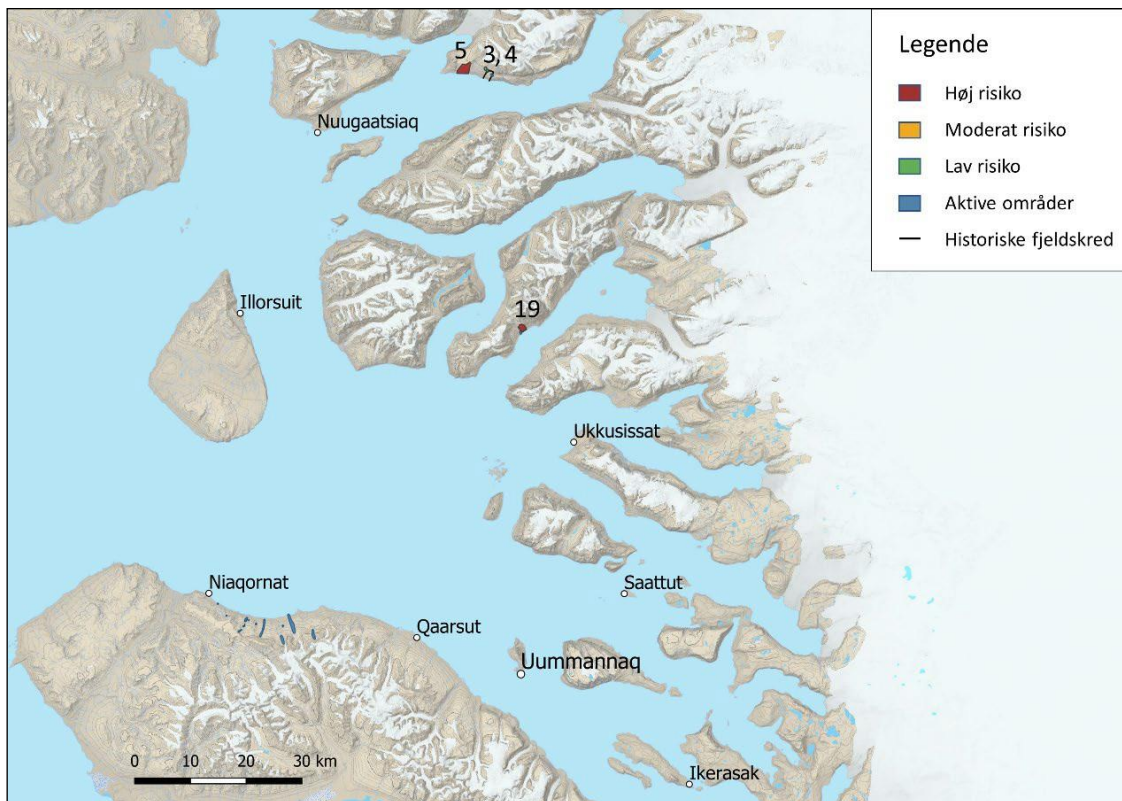 5 3, 4
Nuugaatsiaq
Illorsuit
19
Ukkusissat
Niaqornat
Saattut
Qaarsut
Uummannaq
Ikerasak
0 10 20 30 km
Legende
Høj risiko
Moderat risiko
Lav risiko
Aktive områder
Historiske fjeldskred